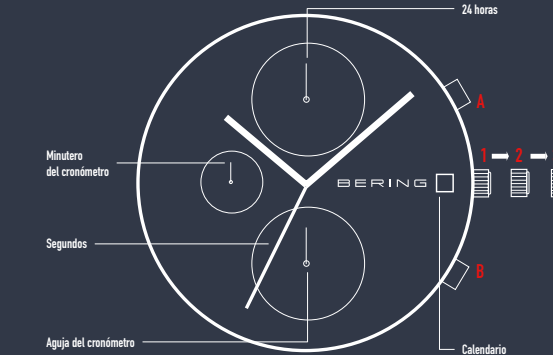 24 horas
A
Minutero
del cronómetro
1
2
BERING
Segundos
B
Aguja del cronómetro
Calendario